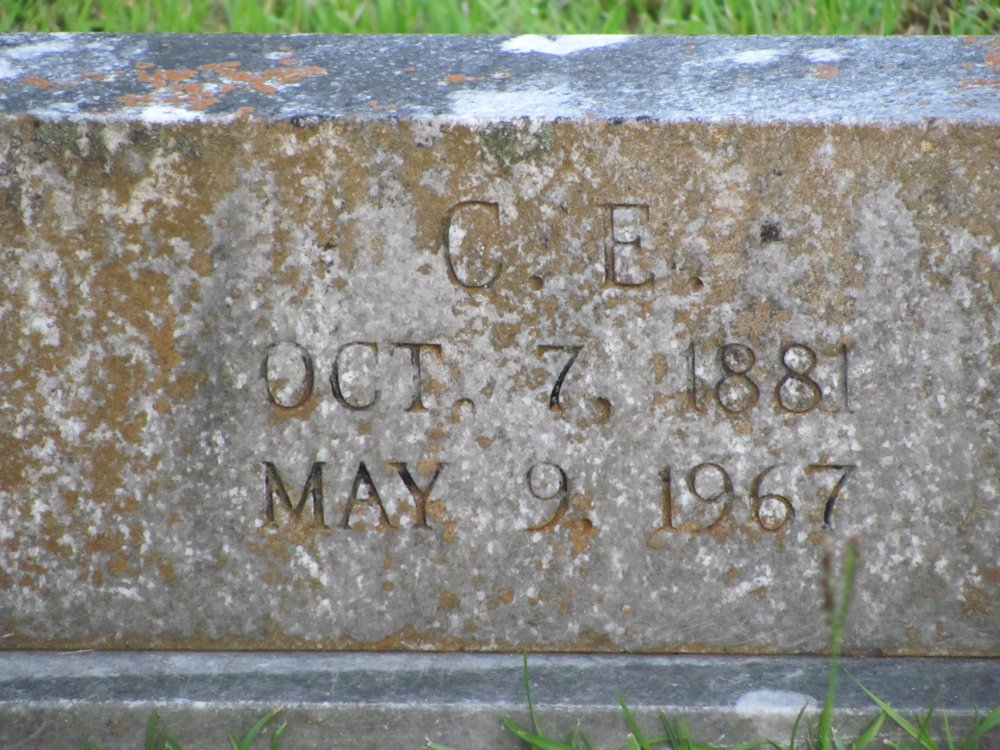 C. E.
OCT. 7, 1881
MAY 9, 1967